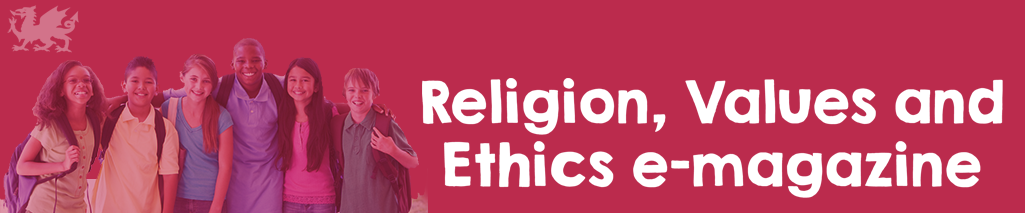 Religion, Values and
Ethics e-magazine